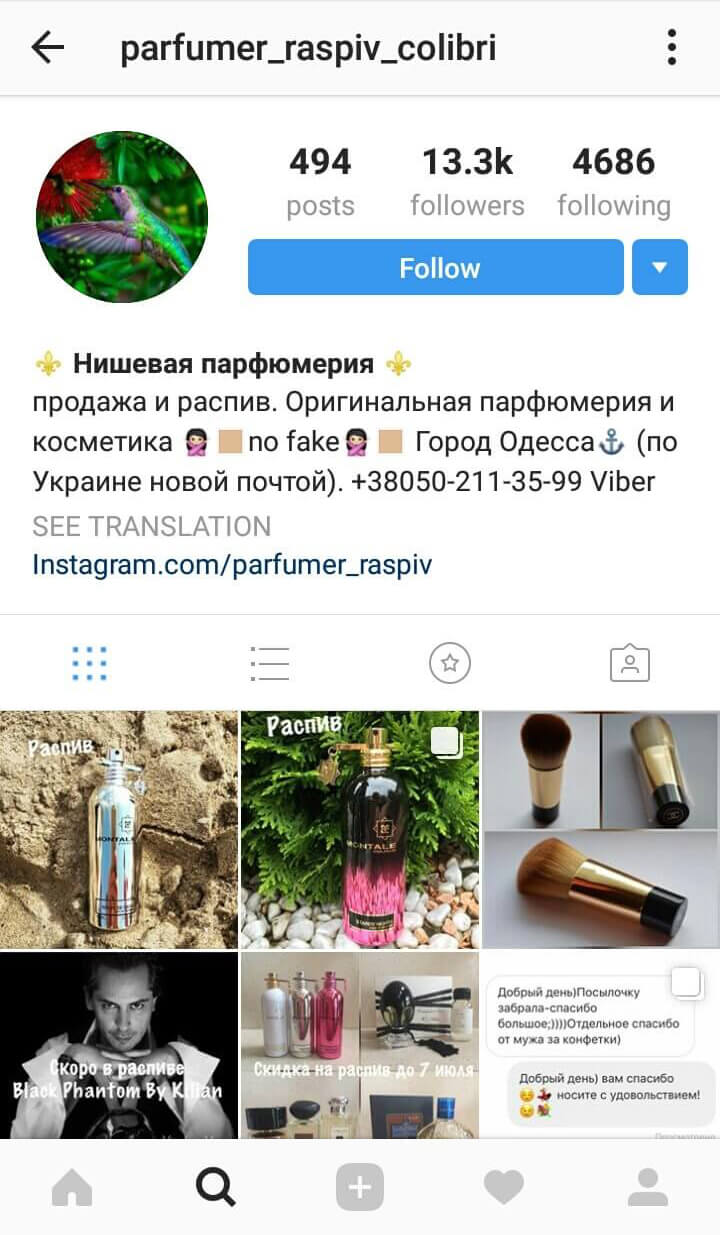 parfumer_raspiv_colibri
494 13.3k 4686
posts followers following
Follow
Нишевая парфюмерия
продажа и распив. Оригинальная парфюмерия и
косметика no fake Город Одесса (по
Украине новой почтой). +38050-211-35-99 Viber
SEE TRANSLATION
Instagram.com/parfumer_raspiv
Распив
MONTALE
Распив
MONTALE
Скоро в распиве
Black Phantom By Kilian
Скидка на распив до 7 июля
Добрый день)Посылочку
забрала-спасибо
большое;))))Отдельное спасибо
от мужа за конфетки)
Добрый день) вам спасибо
носите с удовольствием!
Просмотрено